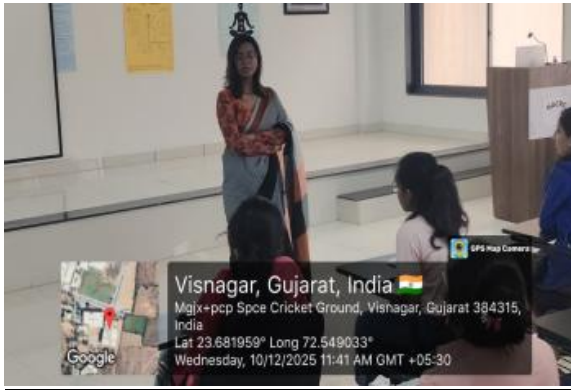 GPS Map Camera
Visnagar, Gujarat, India
Mgjx+pcp Spce Cricket Ground, Visnagar, Gujarat 384315,
India
Lat 23.681959° Long 72.549033°
Wednesday, 10/12/2025 11:41 AM GMT +05:30
Google